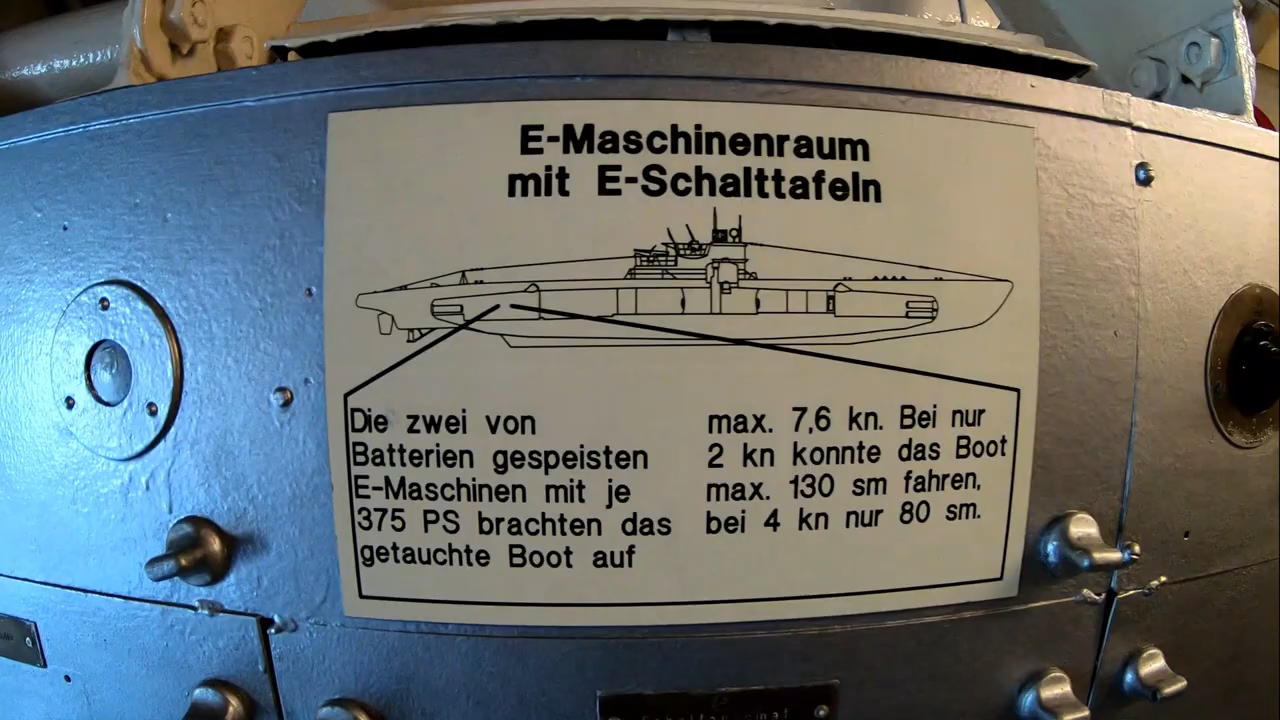 E-Maschinenraum
mit E-Schalttafeln
Die zwei von
Batterien gespeisten
E-Maschinen mit je
375 PS brachten das
getauchte Boot auf
max. 7,6 kn. Bei nur
2 kn konnte das Boot
max. 130 sm fahren,
bei 4 kn nur 80 sm.